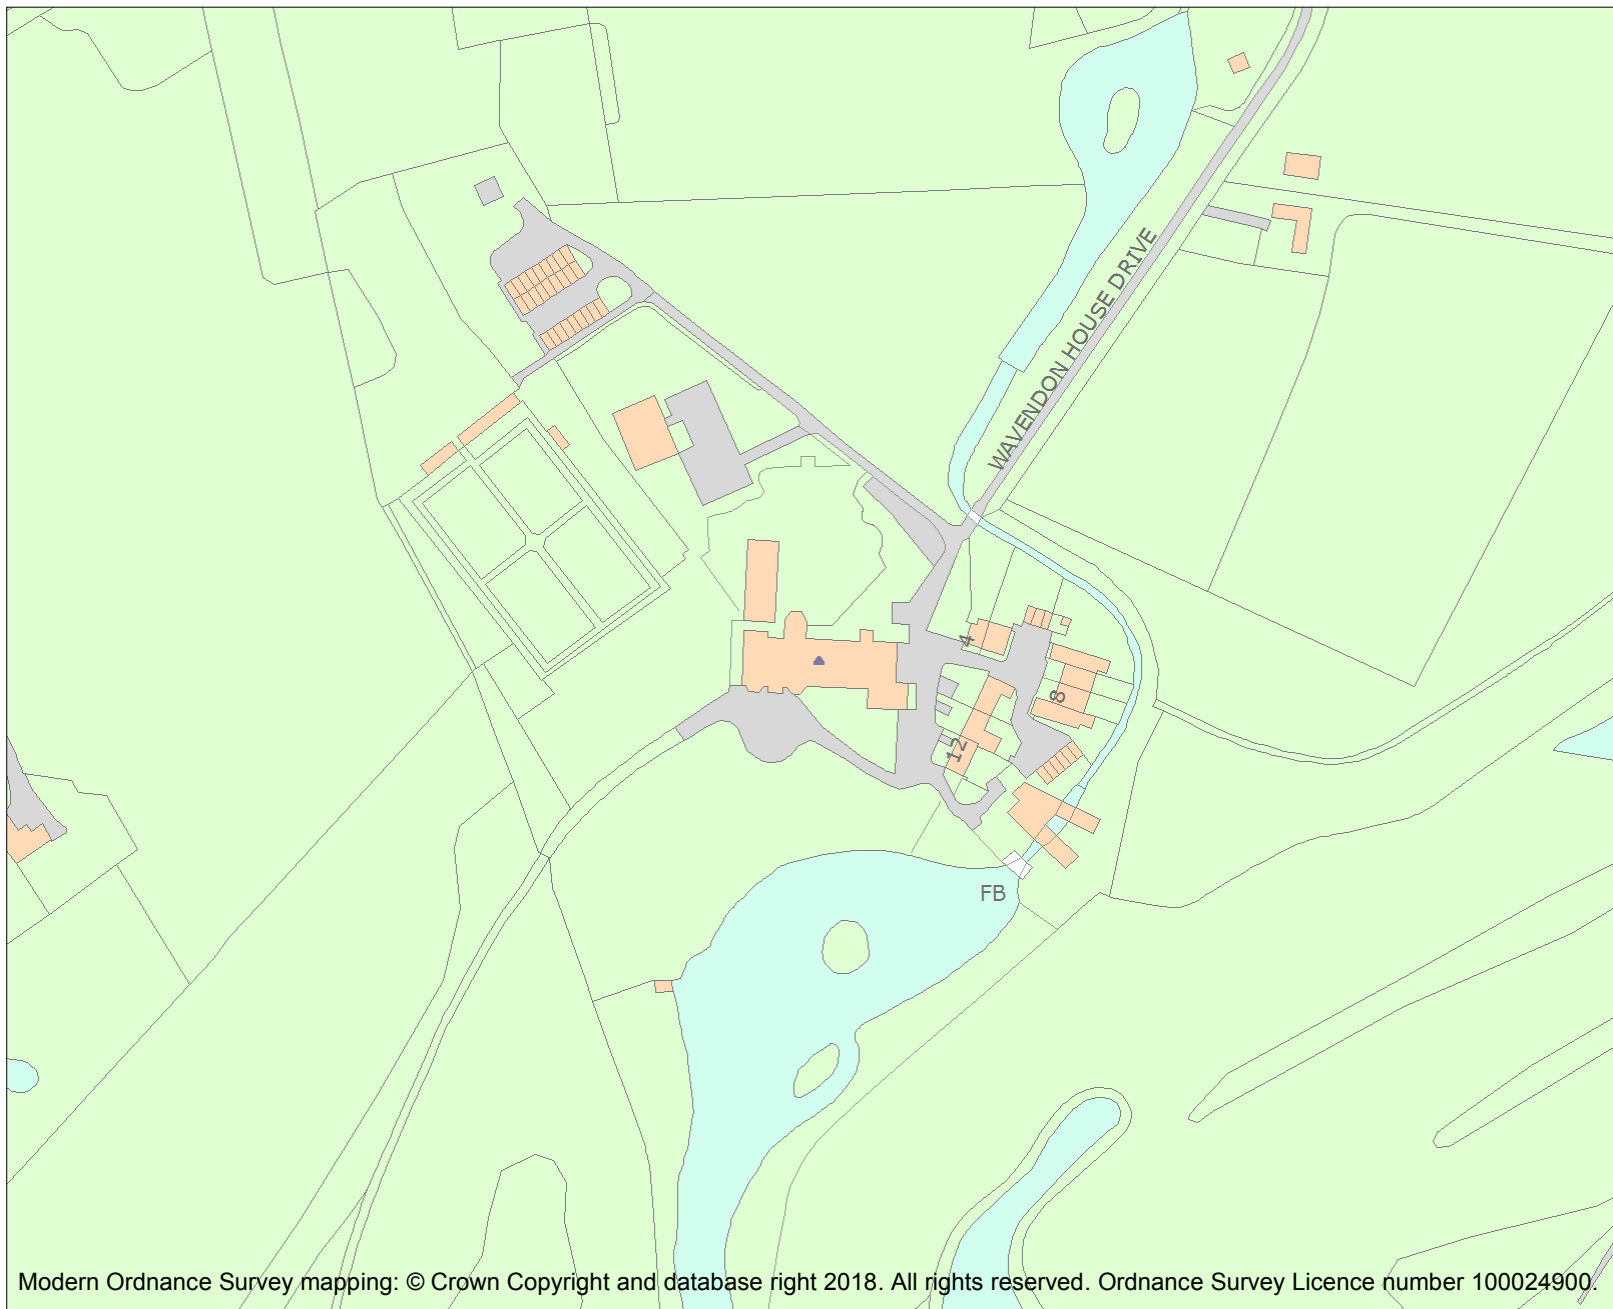 WAVENDON HOUSE DRIVE
4
8
12
FB
Modern Ordnance Survey mapping: © Crown Copyright and database right 2018. All rights reserved. Ordnance Survey Licence number 100024900.